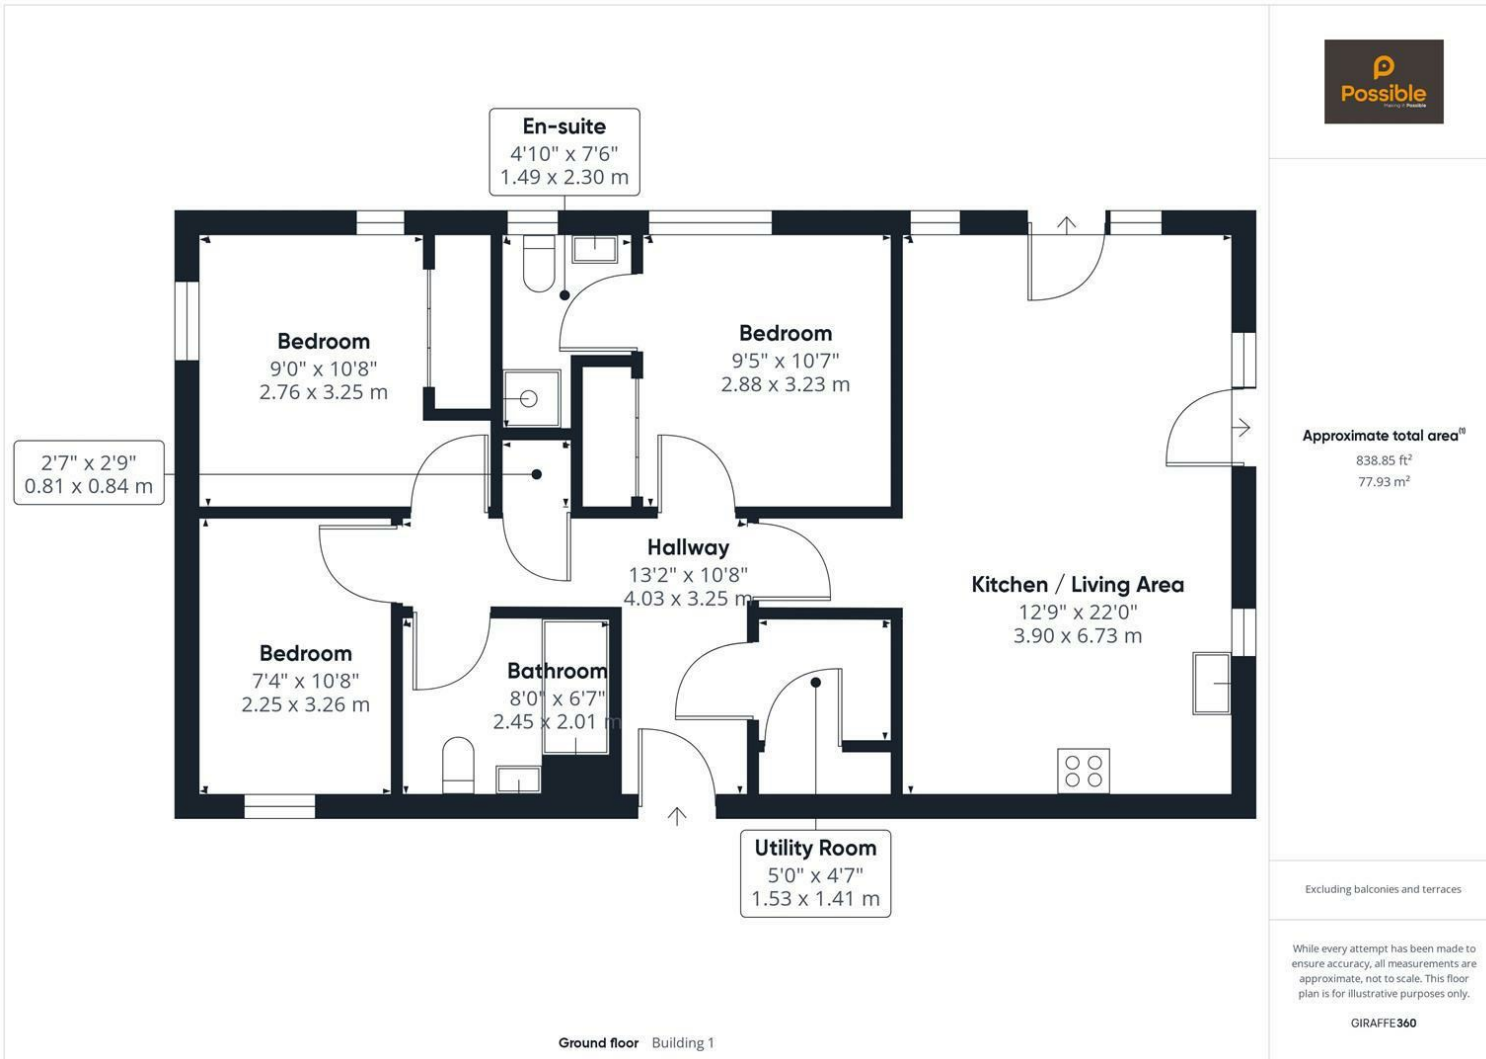 Possible
Making it Possible
En-suite
4'10" x 7'6"
1.49 x 2.30 m
Bedroom
9'0" x 10'8"
2.76 x 3.25 m
Bedroom
9'5" x 10'7"
2.88 x 3.23 m
2'7" x 2'9"
0.81 x 0.84 m
Hallway
13'2" x 10'8"
4.03 x 3.25 m
Kitchen / Living Area
12'9" x 22'0"
3.90 x 6.73 m
Bedroom
7'4" x 10'8"
2.25 x 3.26 m
Bathroom
8'0" x 6'7"
2.45 x 2.01 m
Utility Room
5'0" x 4'7"
1.53 x 1.41 m
Ground floor Building 1
Approximate total area⁽¹⁾
838.85 ft²
77.93 m²
Excluding balconies and terraces
While every attempt has been made to
ensure accuracy, all measurements are
approximate, not to scale. This floor
plan is for illustrative purposes only.
GIRAFFE360